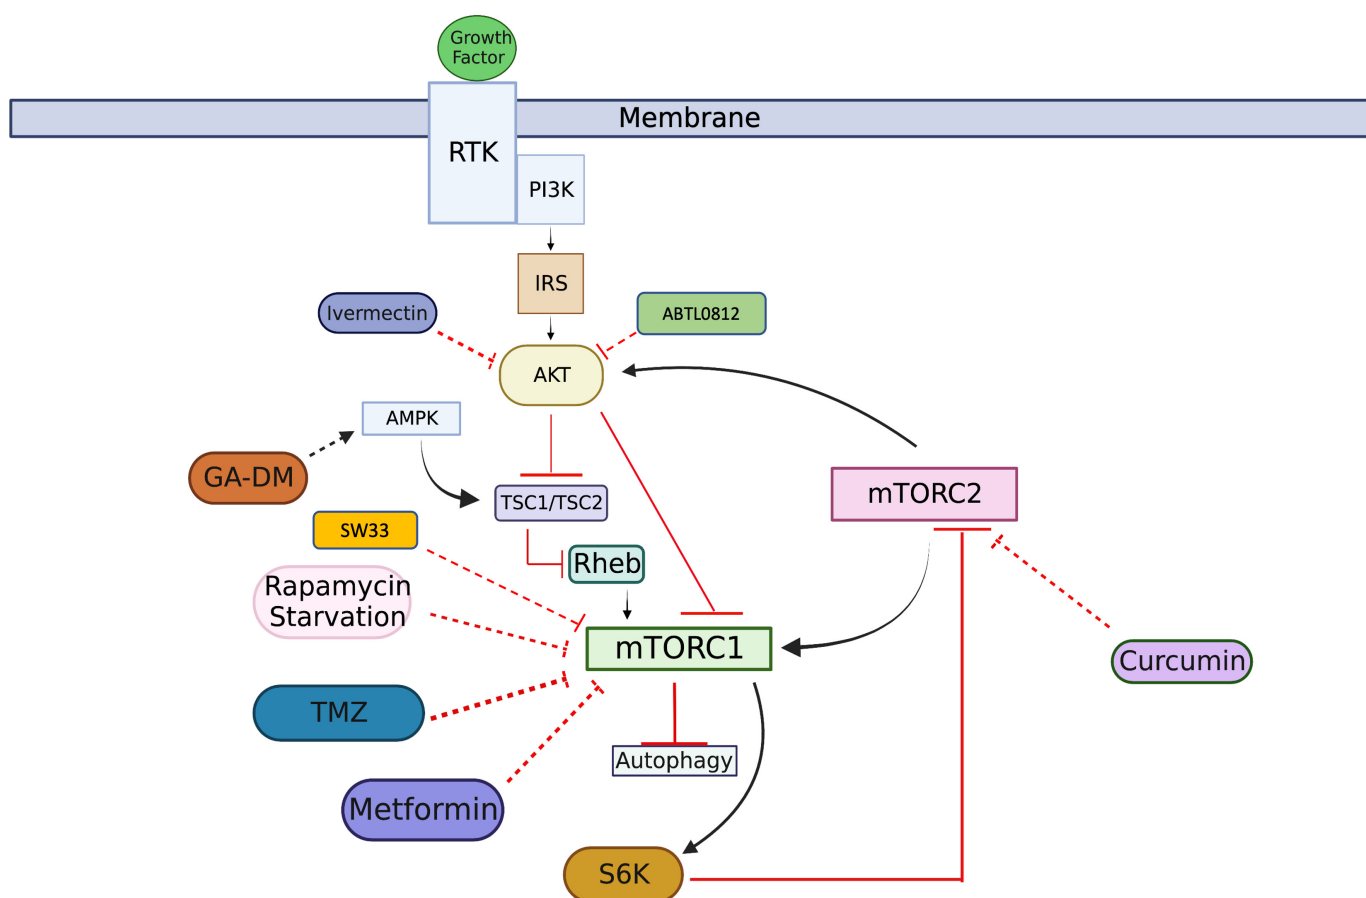 Growth
Factor
Membrane
RTK
PI3K
IRS
Ivermectin
ABTL0812
AKT
AMPK
GA-DM
mTORC2
TSC1/TSC2
SW33
Rheb
Rapamycin
Starvation
mTORC1
Curcumin
TMZ
Autophagy
Metformin
S6K